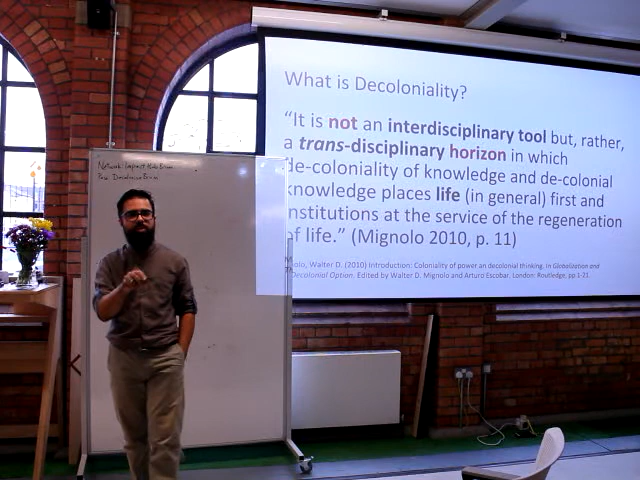 What is Decoloniality?
"It is not an interdisciplinary tool but, rather,
a trans-disciplinary horizon in which
de-coloniality of knowledge and de-colonial
knowledge places life (in general) first and
institutions at the service of the regeneration
of life." (Mignolo 2010, p. 11)
Mignolo, Walter D. (2010) Introduction: Coloniality of power an decolonial thinking. In Globalization and
Decolonial Option. Edited by Walter D. Mignolo and Arturo Escobar. London: Routledge, pp 1-21
Network:
Pass: